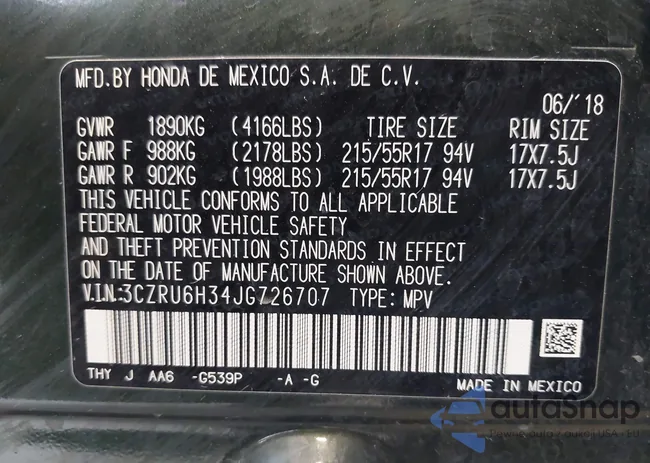 MFD.BY HONDA DE MEXICO S.A. DE C.V.
06/'18
GVWR 1890KG (4166LBS) TIRE SIZE RIM SIZE
GAWR F 988KG (2178LBS) 215/55R17 94V 17X7.5J
GAWR R 902KG (1988LBS) 215/55R17 94V 17X7.5J
THIS VEHICLE CONFORMS TO ALL APPLICABLE
FEDERAL MOTOR VEHICLE SAFETY
AND THEFT PREVENTION STANDARDS IN EFFECT
ON THE DATE OF MANUFACTURE SHOWN ABOVE.
V.I.N:3CZRU6H34JG726707 TYPE: MPV
THY J AA6 -G539P -A -G
MADE IN MEXICO
autoSnap